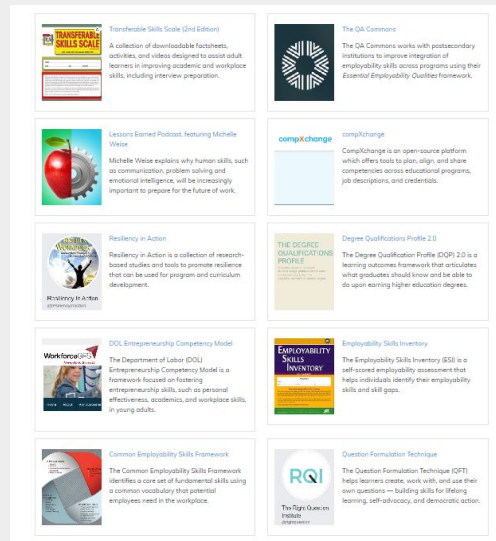 Transferable Skills Scale (2nd Edition)
TRANSFERABLE
SKILLS SCALE
A collection of downloadable factsheets,
activities, and videos designed to assist adult
learners in improving academic and workplace
skills, including interview preparation.
The QA Commons
The QA Commons works with postsecondary
institutions to improve integration of
employability skills across programs using their
Essential Employability Qualities framework.
Lessons Earned Podcast, featuring Michelle
Weise
Michelle Weise explains why human skills, such
as communication, problem solving and
emotional intelligence, will be increasingly
important to prepare for the future of work.
compXchange
compXchange
CompXchange is an open-source platform
which offers tools to plan, align, and share
competencies across educational programs,
job descriptions, and credentials.
Resiliency in Action
Resiliency In Action
Resiliency in Action is a collection of research-
based studies and tools to promote resilience
that can be used for program and curriculum
development.
THE DEGREE
QUALIFICATIONS
PROFILE
Degree Qualifications Profile 2.0
The Degree Qualifications Profile (DQP) 2.0 is a
learning outcomes framework that articulates
what graduates should know and be able to
do upon earning higher education degrees.
DOL Entrepreneurship Competency Model
WorkforceGPS
The Department of Labor (DOL)
Entrepreneurship Competency Model is a
framework focused on fostering
entrepreneurship skills, such as personal
effectiveness, academics, and workplace skills,
in young adults.
EMPLOYABILITY
SKILLS
INVENTORY
Employability Skills Inventory
The Employability Skills Inventory (ESI) is a
self-scored employability assessment that
helps individuals identify their employability
skills and skill gaps.
Common Employability Skills Framework
The Common Employability Skills Framework
identifies a core set of fundamental skills using
a common vocabulary that potential
employees need in the workplace.
RQI
The Right Question
Institute
Question Formulation Technique
The Question Formulation Technique (QFT)
helps learners create, work with, and use their
own questions — building skills for lifelong
learning, self-advocacy, and democratic action.